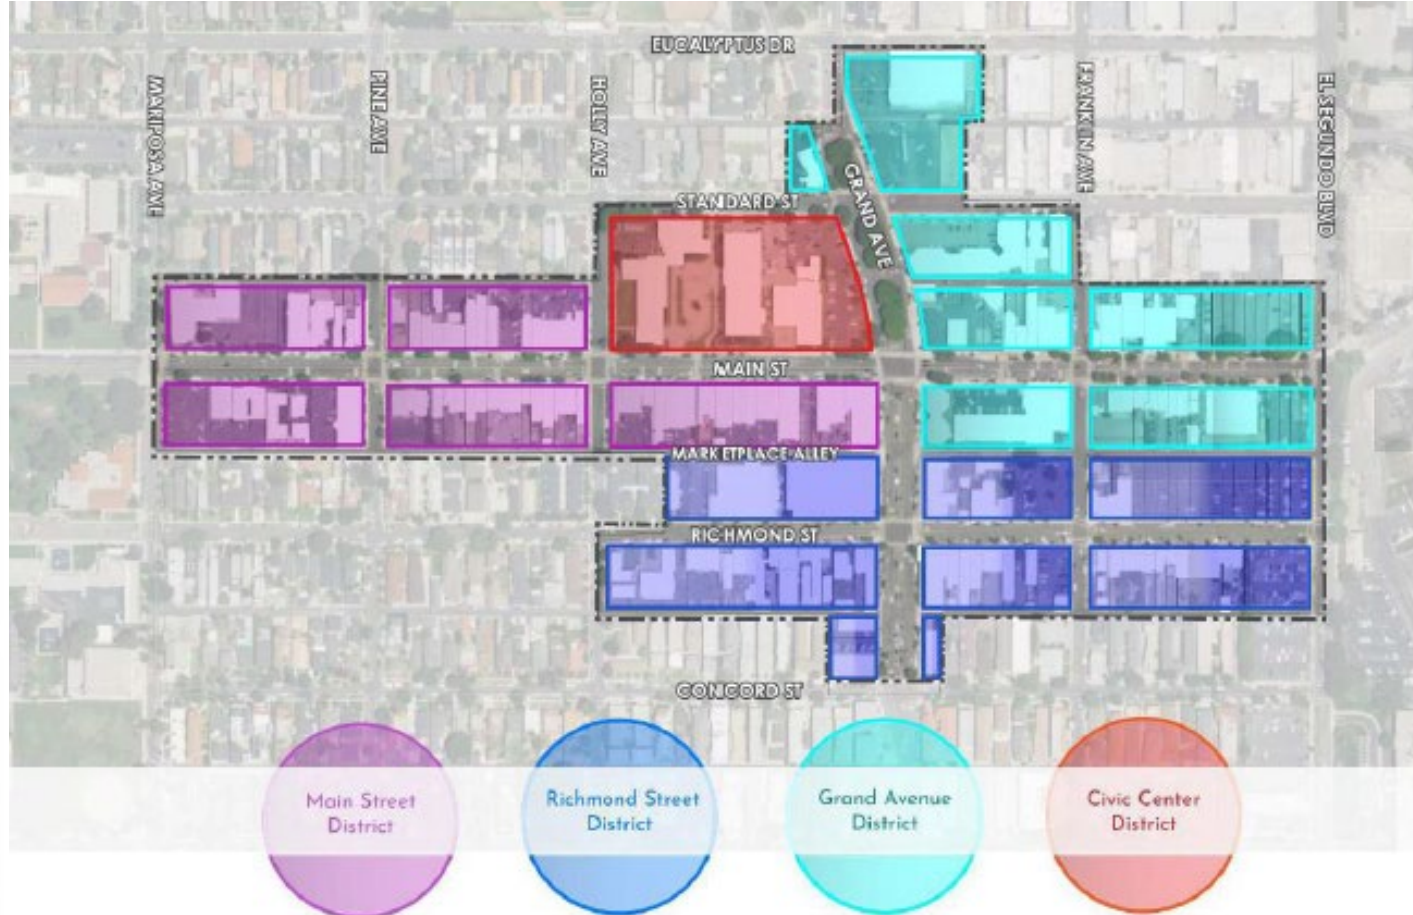 EUCALYPTUS DR
MARIPOSA AVE
PINE AVE
HOLLY AVE
FRANKLIN AVE
EL SEGUNDO BLVD
GRAND AVE
STANDARD ST
MAIN ST
MARKETPLACE ALLEY
RICHMOND ST
CONCORD ST
Main Street
District
Richmond Street
District
Grand Avenue
District
Civic Center
District